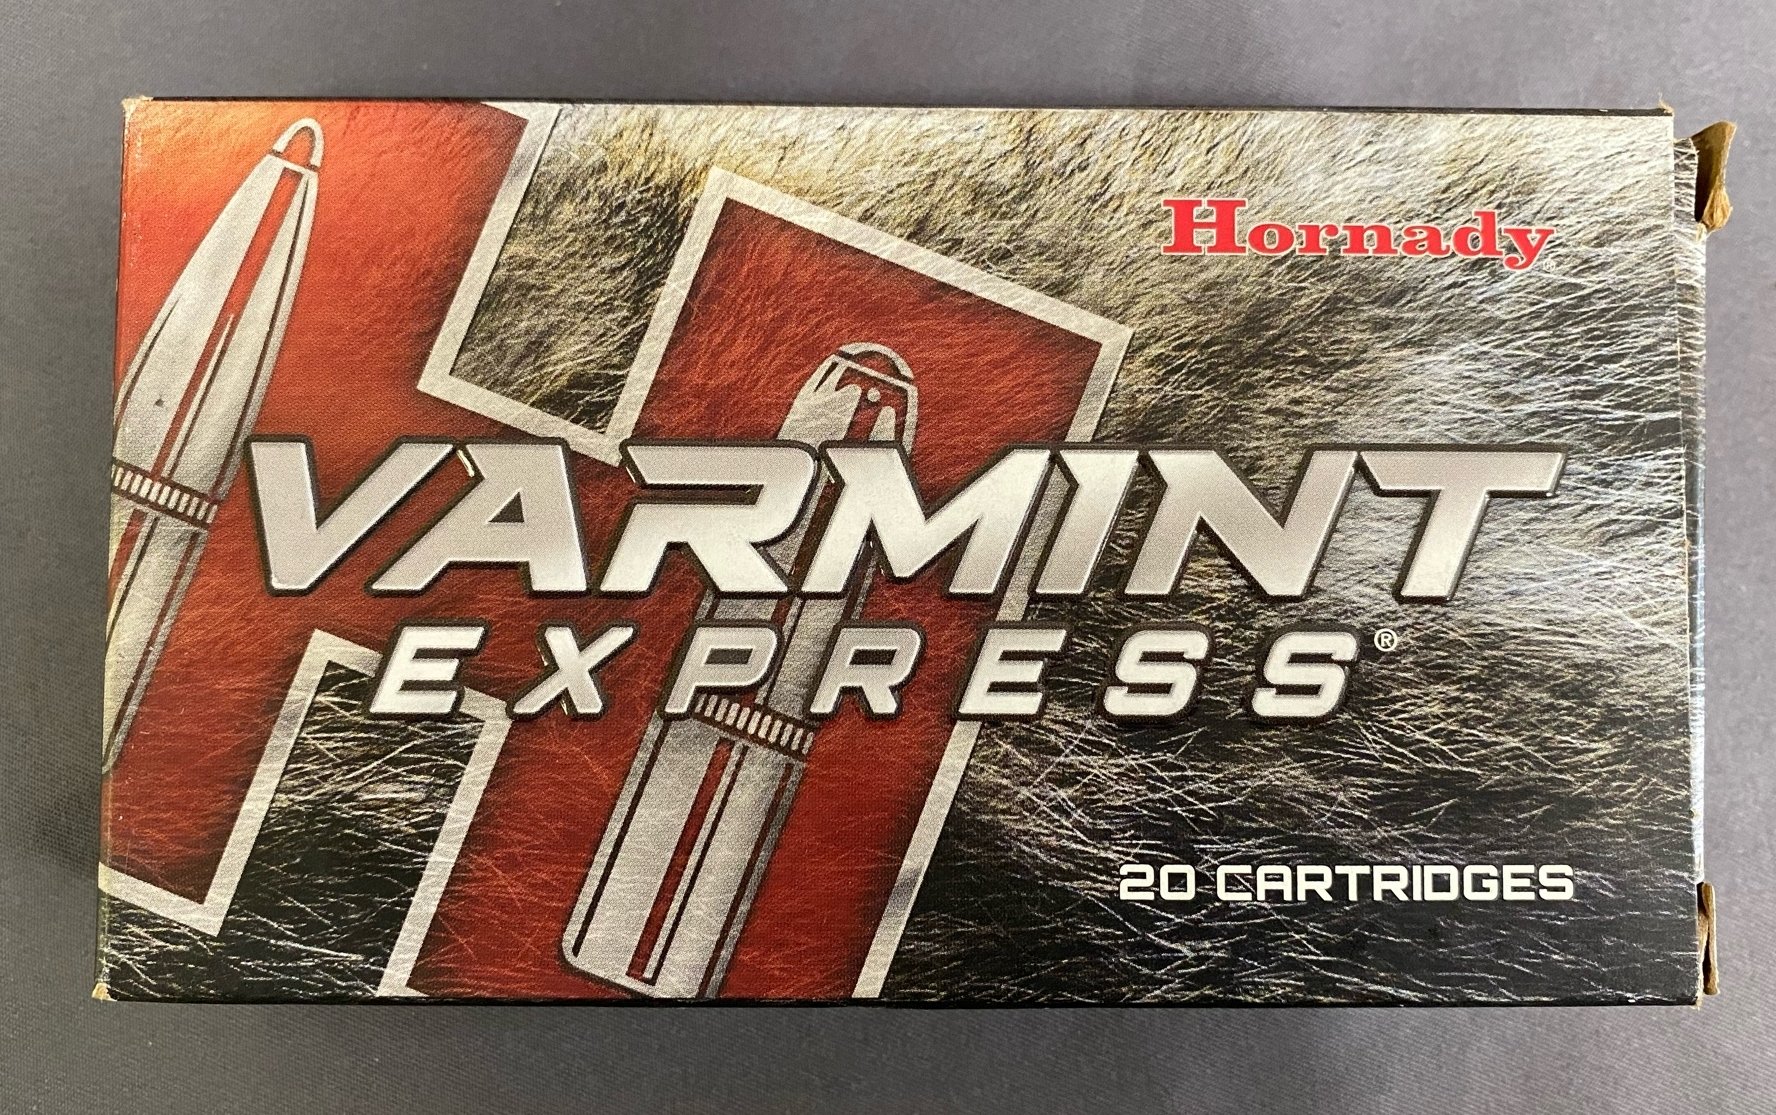 Hornady
VARMINT
EXPRESS®
20 CARTRIDGES